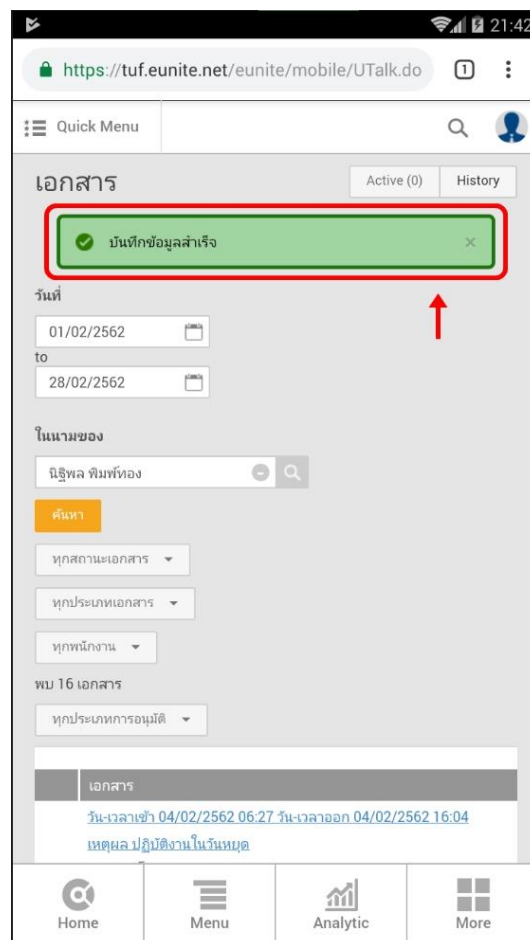 21:42
https://tuf.eunite.net/eunite/mobile/UTalk.do
1
Quick Menu
เอกสาร
Active (0)
History
บันทึกข้อมูลสำเร็จ
วันที่
01/02/2562
to
28/02/2562
ในนามของ
นิฐิพล พิมพ์ทอง
ค้นหา
ทุกสถานะเอกสาร
ทุกประเภทเอกสาร
ทุกพนักงาน
พบ 16 เอกสาร
ทุกประเภทการอนุมัติ
เอกสาร
วัน-เวลาเข้า 04/02/2562 06:27 วัน-เวลาออก 04/02/2562 16:04
เหตุผล ปฏิบัติงานในวันหยุด
Home
Menu
Analytic
More